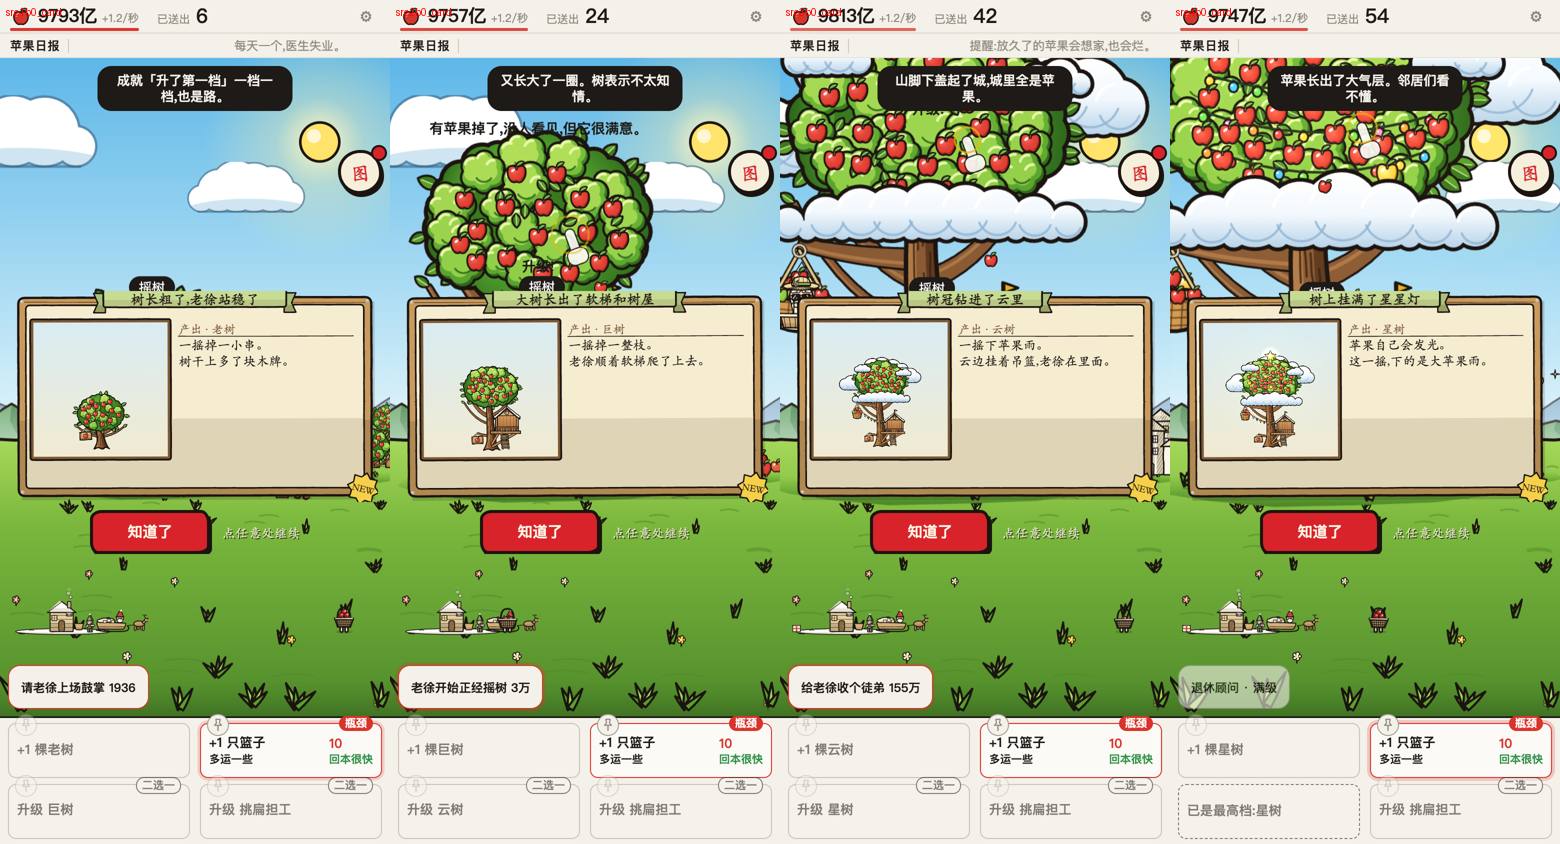 9793亿 +1.2/秒 已送出 6
苹果日报 每天一个,医生失业。
成就「升了第一档」一档一
档,也是路。
图
摇树
树长粗了,老徐站稳了
产出·老树
一摇掉一小串。
树干上多了块木牌。
NEW
知道了 点任意处继续
请老徐上场鼓掌 1936
+1 棵老树
瓶颈
+1 只篮子 10
多运一些 回本很快
二选一
升级 巨树
二选一
升级 挑扁担工
9757亿 +1.2/秒 已送出 24
苹果日报
又长大了一圈。树表示不太知
情。
有苹果掉了,没人看见,但它很满意。
图
摇树
大树长出了软梯和树屋
产出·巨树
一摇掉一整枝。
老徐顺着软梯爬了上去。
NEW
知道了 点任意处继续
老徐开始正经摇树 3万
+1 棵巨树
瓶颈
+1 只篮子 10
多运一些 回本很快
二选一
升级 云树
二选一
升级 挑扁担工
9813亿 +1.2/秒 已送出 42
苹果日报 提醒:放久了的苹果会想家,也会烂。
山脚下盖起了城,城里全是苹
果。
图
摇树
树冠钻进了云里
产出·云树
一摇下苹果雨。
云边挂着吊篮,老徐在里面。
NEW
知道了 点任意处继续
给老徐收个徒弟 155万
+1 棵云树
瓶颈
+1 只篮子 10
多运一些 回本很快
二选一
升级 星树
二选一
升级 挑扁担工
9747亿 +1.2/秒 已送出 54
苹果日报
苹果长出了大气层。邻居们看
不懂。
图
树上挂满了星星灯
产出·星树
苹果自己会发光。
这一摇,下的是大苹果雨。
NEW
知道了 点任意处继续
退休顾问 · 满级
+1 棵星树
瓶颈
+1 只篮子 10
多运一些 回本很快
已是最高档:星树
二选一
升级 挑扁担工